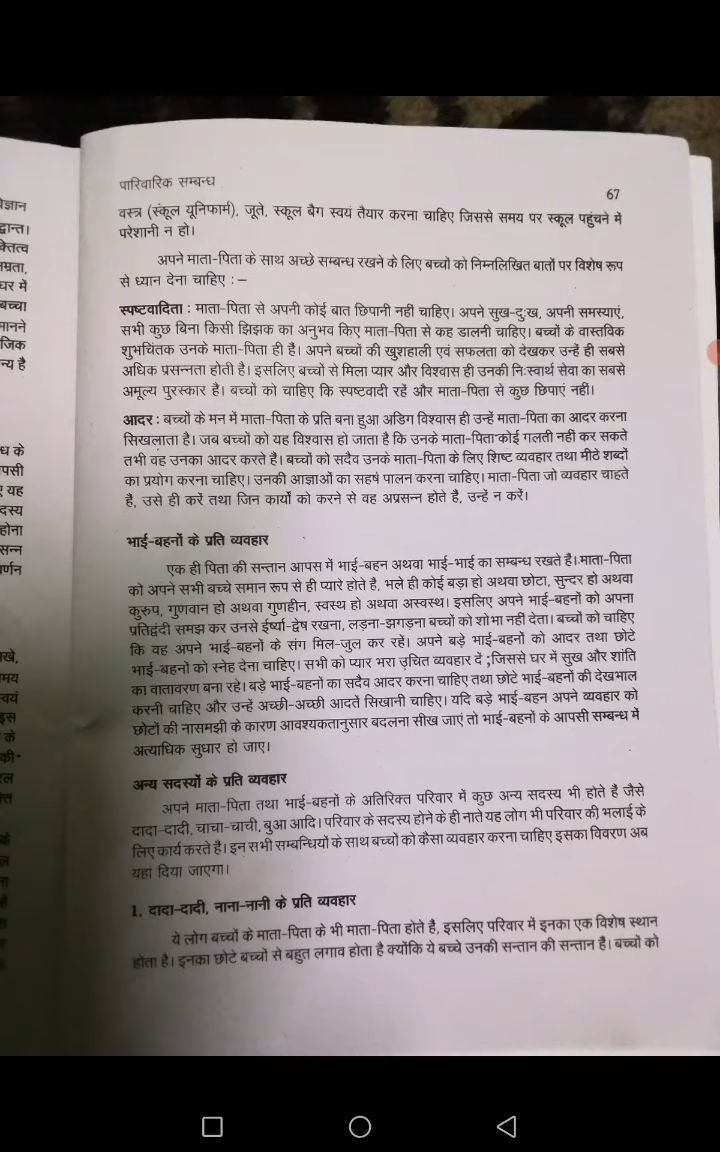 पारिवारिक सम्बन्ध
67
वस्त्र (स्कूल यूनिफार्म), जूते, स्कूल बैग स्वयं तैयार करना चाहिए जिससे समय पर स्कूल पहुंचने में
परेशानी न हो।
अपने माता-पिता के साथ अच्छे सम्बन्ध रखने के लिए बच्चों को निम्नलिखित बातों पर विशेष रूप
से ध्यान देना चाहिए :–
स्पष्टवादिता : माता-पिता से अपनी कोई बात छिपानी नहीं चाहिए। अपने सुख-दुःख, अपनी समस्याएं,
सभी कुछ बिना किसी झिझक का अनुभव किए माता-पिता से कह डालनी चाहिए। बच्चों के वास्तविक
शुभचिंतक उनके माता-पिता ही है। अपने बच्चों की खुशहाली एवं सफलता को देखकर उन्हें ही सबसे
अधिक प्रसन्नता होती है। इसलिए बच्चों से मिला प्यार और विश्वास ही उनकी निःस्वार्थ सेवा का सबसे
अमूल्य पुरस्कार है। बच्चों को चाहिए कि स्पष्टवादी रहें और माता-पिता से कुछ छिपाएं नहीं।
आदर : बच्चों के मन में माता-पिता के प्रति बना हुआ अडिग विश्वास ही उन्हें माता-पिता का आदर करना
सिखलाता है। जब बच्चों को यह विश्वास हो जाता है कि उनके माता-पिता कोई गलती नहीं कर सकते
तभी वह उनका आदर करते है। बच्चों को सदैव उनके माता-पिता के लिए शिष्ट व्यवहार तथा मीठे शब्दों
का प्रयोग करना चाहिए। उनकी आज्ञाओं का सहर्ष पालन करना चाहिए। माता-पिता जो व्यवहार चाहते
है, उसे ही करें तथा जिन कार्यों को करने से वह अप्रसन्न होते है, उन्हें न करें।
भाई-बहनों के प्रति व्यवहार
एक ही पिता की सन्तान आपस में भाई-बहन अथवा भाई-भाई का सम्बन्ध रखते है। माता-पिता
को अपने सभी बच्चे समान रूप से ही प्यारे होते है, भले ही कोई बड़ा हो अथवा छोटा, सुन्दर हो अथवा
कुरुप, गुणवान हो अथवा गुणहीन, स्वस्थ हो अथवा अस्वस्थ। इसलिए अपने भाई-बहनों को अपना
प्रतिद्वंदी समझ कर उनसे ईर्ष्या-द्वेष रखना, लड़ना-झगड़ना बच्चों को शोभा नहीं देता। बच्चों को चाहिए
कि वह अपने भाई-बहनों के संग मिल-जुल कर रहें। अपने बड़े भाई-बहनों को आदर तथा छोटे
भाई-बहनों को स्नेह देना चाहिए। सभी को प्यार भरा उचित व्यवहार दें ; जिससे घर में सुख और शांति
का वातावरण बना रहे। बड़े भाई-बहनों का सदैव आदर करना चाहिए तथा छोटे भाई-बहनों की देखभाल
करनी चाहिए और उन्हें अच्छी-अच्छी आदतें सिखानी चाहिए। यदि बड़े भाई-बहन अपने व्यवहार को
छोटों की नासमझी के कारण आवश्यकतानुसार बदलना सीख जाएं तो भाई-बहनों के आपसी सम्बन्ध में
अत्याधिक सुधार हो जाए।
अन्य सदस्यों के प्रति व्यवहार
अपने माता-पिता तथा भाई-बहनों के अतिरिक्त परिवार में कुछ अन्य सदस्य भी होते है जैसे
दादा-दादी, चाचा-चाची, बुआ आदि। परिवार के सदस्य होने के ही नाते यह लोग भी परिवार की भलाई के
लिए कार्य करते है। इन सभी सम्बन्धियों के साथ बच्चों को कैसा व्यवहार करना चाहिए इसका विवरण अब
यहां दिया जाएगा।
1. दादा-दादी, नाना-नानी के प्रति व्यवहार
ये लोग बच्चों के माता-पिता के भी माता-पिता होते है, इसलिए परिवार में इनका एक विशेष स्थान
होता है। इनका छोटे बच्चों से बहुत लगाव होता है क्योंकि ये बच्चे उनकी सन्तान की सन्तान है। बच्चों को